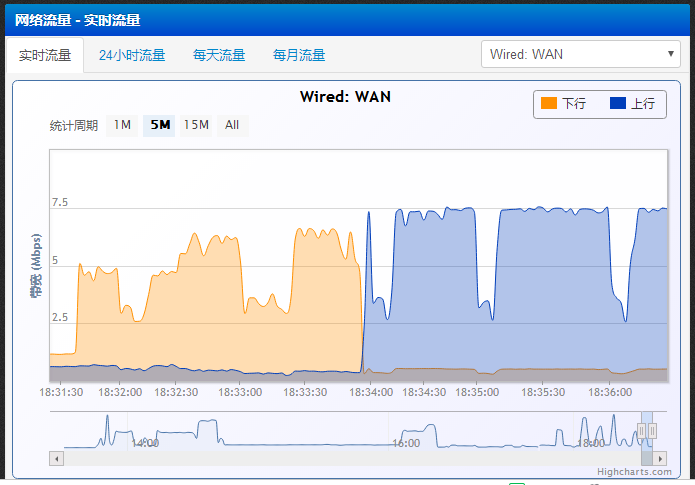 网络流量 - 实时流量
实时流量 24小时流量 每天流量 每月流量 Wired: WAN
Wired: WAN
下行 上行
统计周期 1M 5M 15M All
7.5
5
2.5
(Mbps)
18:31:30 18:32:00 18:32:30 18:33:00 18:33:30 18:34:00 18:34:30 18:35:00 18:35:30 18:36:00
14:00 16:00 18:00
Highcharts.com